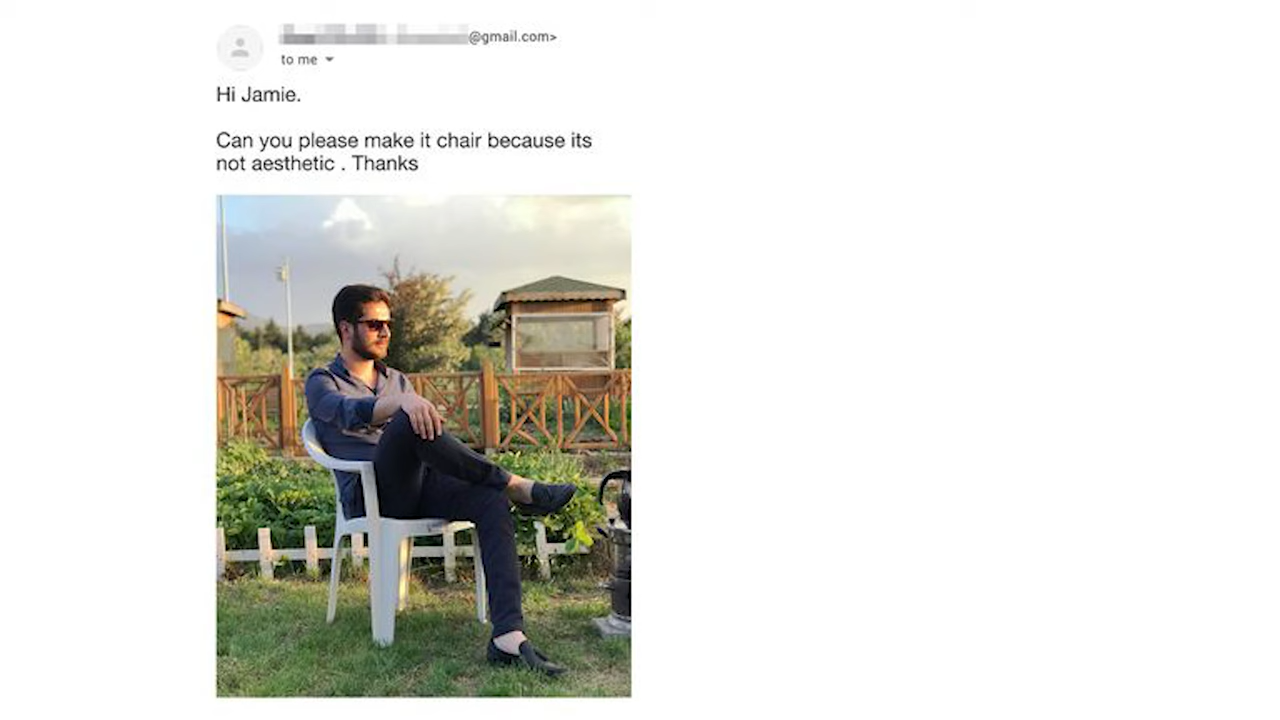 @gmail.com>
to me
Hi Jamie.
Can you please make it chair because its
not aesthetic . Thanks